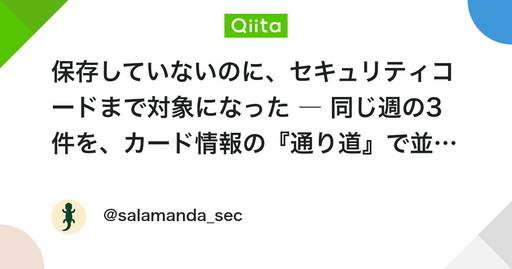 Qiita
保存していないのに、セキュリティコ
ードまで対象になった ― 同じ週の3
件を、カード情報の『通り道』で並…
@salamanda_sec